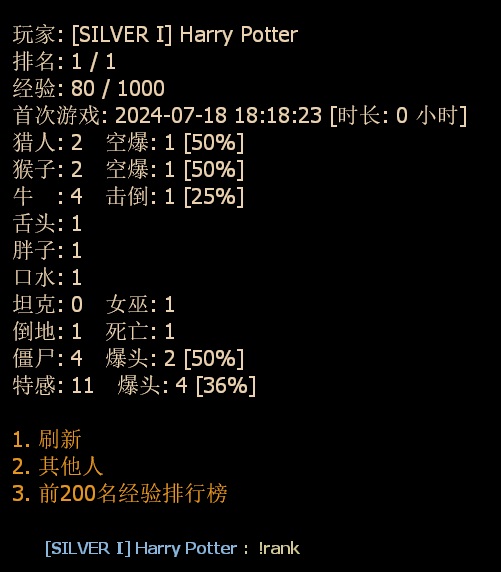 玩家: [SILVER I] Harry Potter
排名: 1 / 1
经验: 80 / 1000
首次游戏: 2024-07-18 18:18:23 [时长: 0 小时]
猎人: 2 空爆: 1 [50%]
猴子: 2 空爆: 1 [50%]
牛 : 4 击倒: 1 [25%]
舌头: 1
胖子: 1
口水: 1
坦克: 0 女巫: 1
倒地: 1 死亡: 1
僵尸: 4 爆头: 2 [50%]
特感: 11 爆头: 4 [36%]
1. 刷新
2. 其他人
3. 前200名经验排行榜
[SILVER I] Harry Potter : !rank